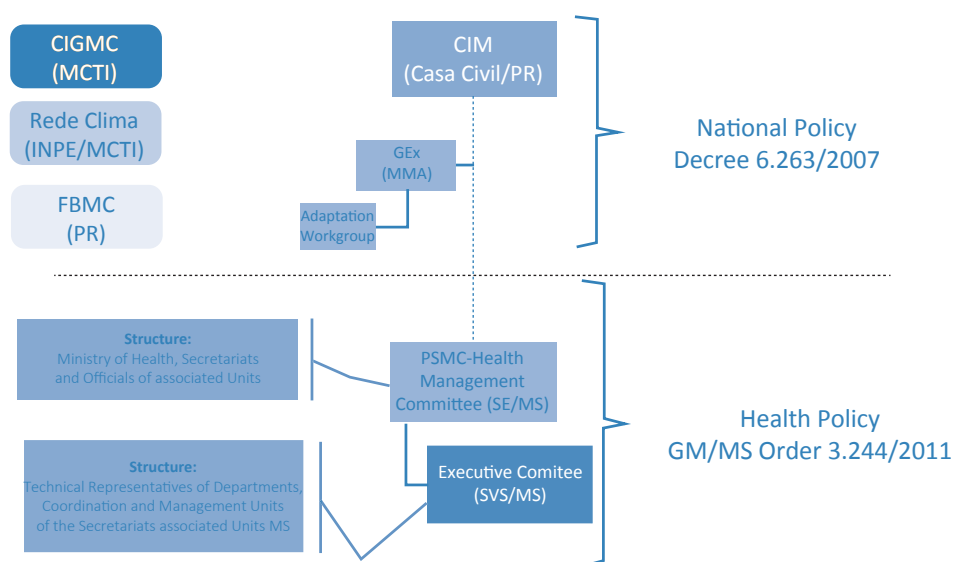 CIGMC
(MCTI)
Rede Clima
(INPE/MCTI)
FBMC
(PR)
CIM
(Casa Civil/PR)
GEx
(MMA)
Adaptation
Workgroup
National Policy
Decree 6.263/2007
Structure:
Ministry of Health, Secretariats
and Officials of associated Units
PSMC-Health
Management
Committee (SE/MS)
Structure:
Technical Representatives of Departments,
Coordination and Management Units
of the Secretariats associated Units MS
Executive Comitee
(SVS/MS)
Health Policy
GM/MS Order 3.244/2011